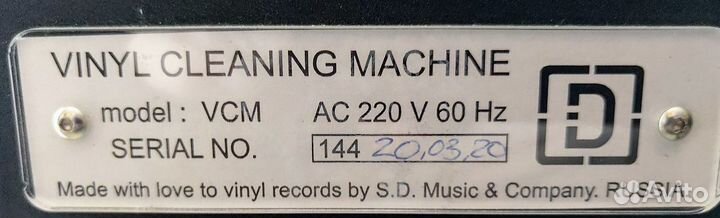 VINYL CLEANING MACHINE
model : VCM AC 220 V 60 Hz
SERIAL NO. 144 20,03,20
D
Made with love to vinyl records by S.D. Music & Company. RUSSIA
Avito